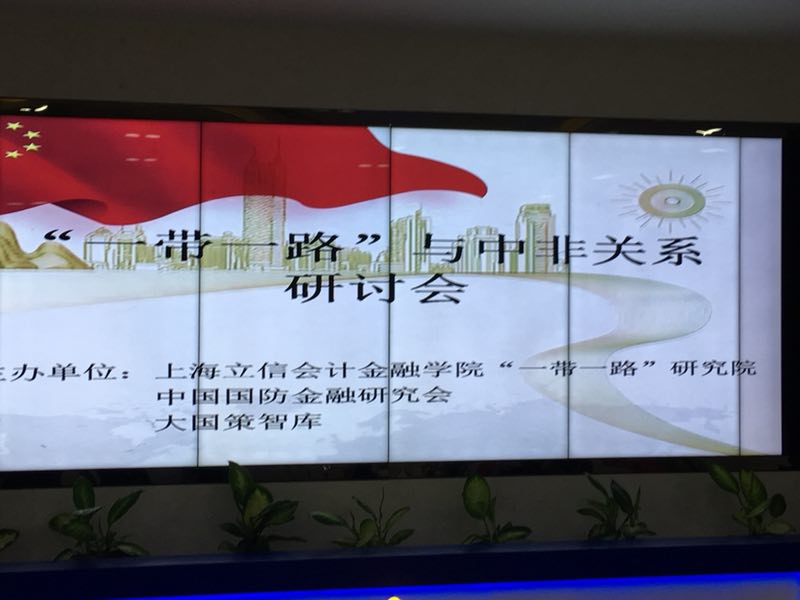 “一带一路”与中非关系
研讨会
主办单位：上海立信会计金融学院“一带一路”研究院
中国国防金融研究会
大国策智库